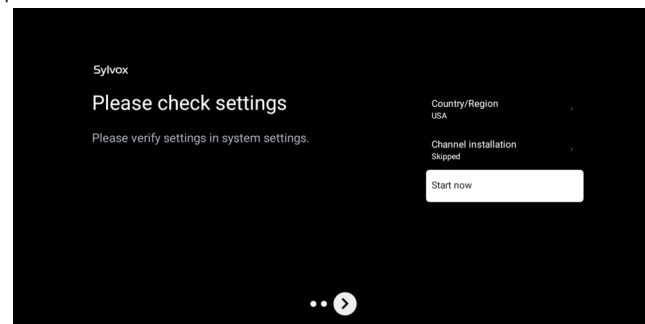 Sylvox
Please check settings
Please verify settings in system settings.
Country/Region
USA
Channel installation
Skipped
Start now